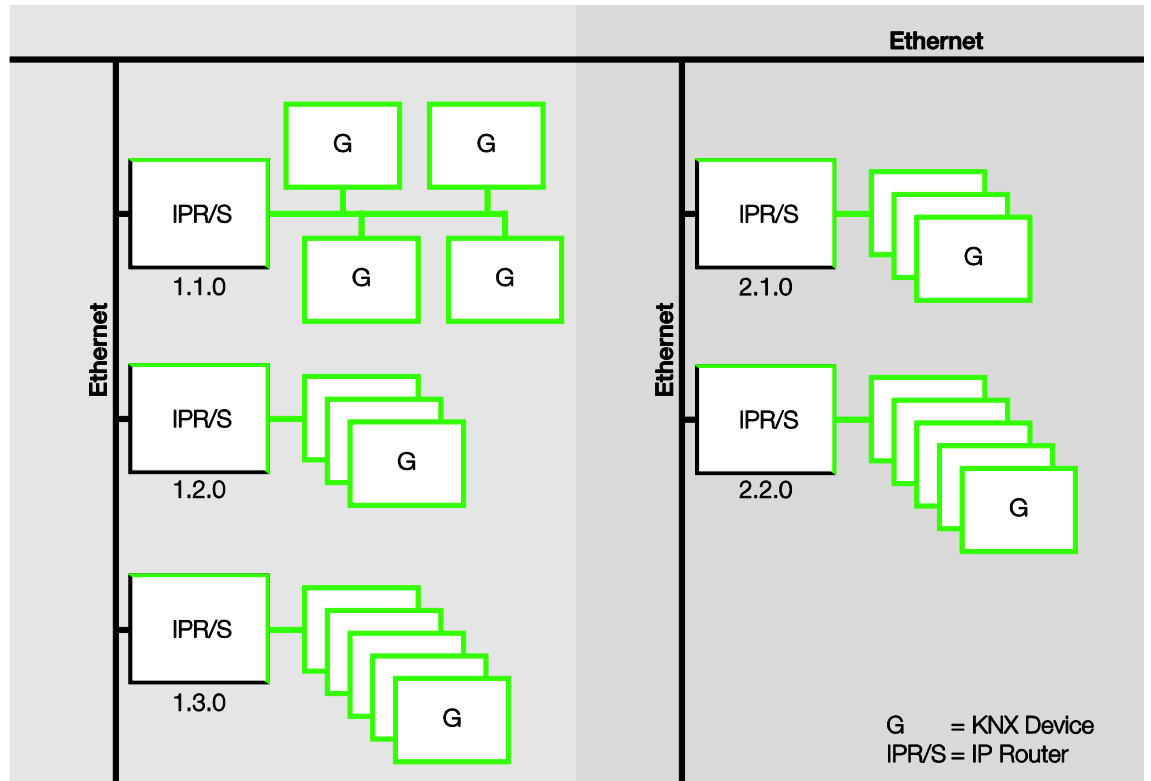 Ethernet
Ethernet
G
G
IPR/S
G
G
1.1.0
IPR/S
G
1.2.0
IPR/S
G
1.3.0
Ethernet
IPR/S
G
2.1.0
IPR/S
G
2.2.0
G = KNX Device
IPR/S = IP Router